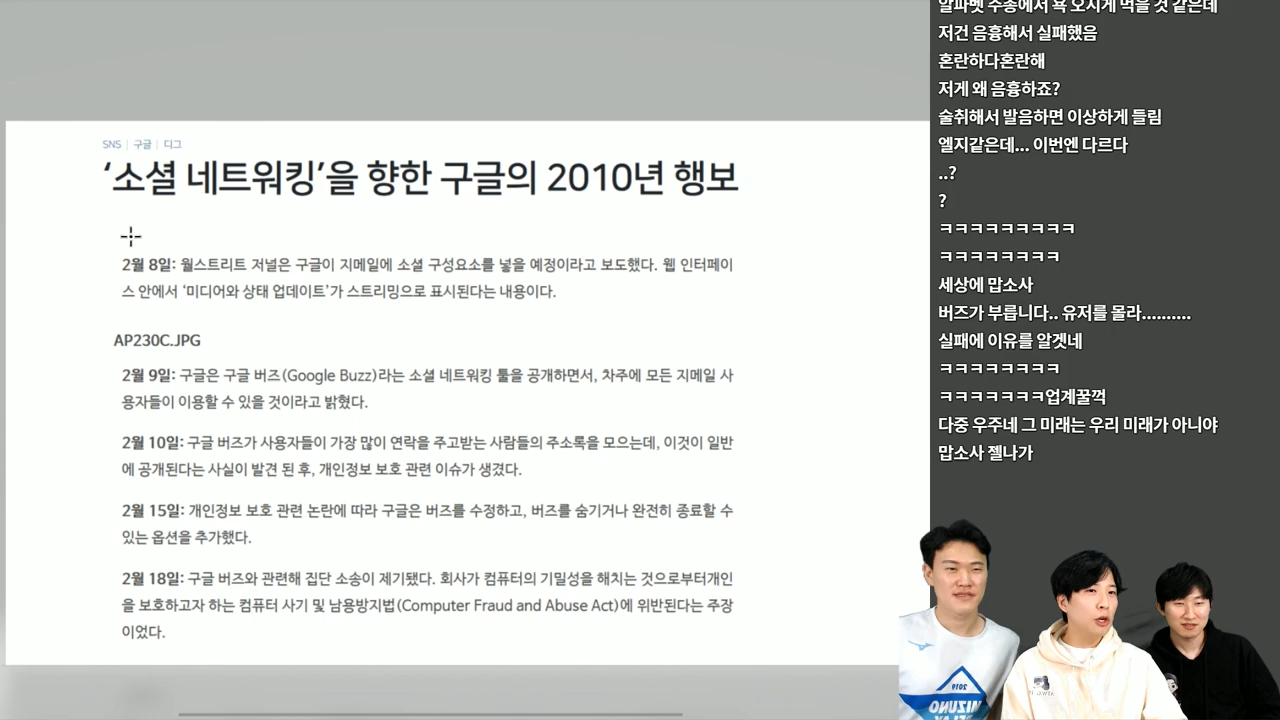 SNS | 구글 | 디그
‘소셜 네트워킹’을 향한 구글의 2010년 행보
2월 8일: 월스트리트 저널은 구글이 지메일에 소셜 구성요소를 넣을 예정이라고 보도했다. 웹 인터페이
스 안에서 ‘미디어와 상태 업데이트’가 스트리밍으로 표시된다는 내용이다.
AP230C.JPG
2월 9일: 구글은 구글 버즈(Google Buzz)라는 소셜 네트워킹 툴을 공개하면서, 차주에 모든 지메일 사
용자들이 이용할 수 있을 것이라고 밝혔다.
2월 10일: 구글 버즈가 사용자들이 가장 많이 연락을 주고받는 사람들의 주소록을 모으는데, 이것이 일반
에 공개된다는 사실이 발견 된 후, 개인정보 보호 관련 이슈가 생겼다.
2월 15일: 개인정보 보호 관련 논란에 따라 구글은 버즈를 수정하고, 버즈를 숨기거나 완전히 종료할 수
있는 옵션을 추가했다.
2월 18일: 구글 버즈와 관련해 집단 소송이 제기됐다. 회사가 컴퓨터의 기밀성을 해치는 것으로부터개인
을 보호하고자 하는 컴퓨터 사기 및 남용방지법(Computer Fraud and Abuse Act)에 위반된다는 주장
이었다.
알파벳 수송에서 욕 오지게 먹을 것 같은데
저건 음흉해서 실패했음
혼란하다혼란해
저게 왜 음흉하죠?
술취해서 발음하면 이상하게 들림
엘지같은데... 이번엔 다르다
..?
?
ㅋㅋㅋㅋㅋㅋㅋㅋㅋ
ㅋㅋㅋㅋㅋㅋㅋㅋ
세상에 맙소사
버즈가 부릅니다.. 유저를 몰라..........
실패에 이유를 알겟네
ㅋㅋㅋㅋㅋㅋㅋㅋ
ㅋㅋㅋㅋㅋㅋㅋ업계꿀꺽
다중 우주네 그 미래는 우리 미래가 아니야
맙소사 젤나가
2019
MIZUNO